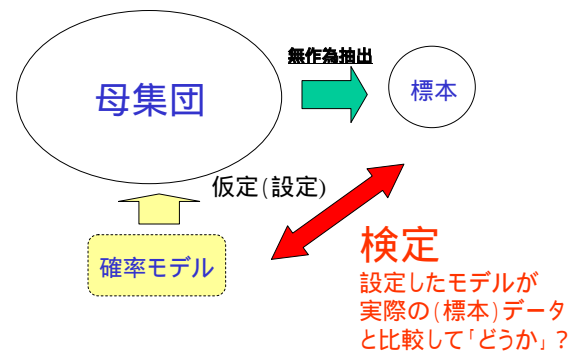 無作為抽出
母集団
標本
仮定(設定)
確率モデル
検定
設定したモデルが
実際の(標本)データ
と比較して「どうか」?